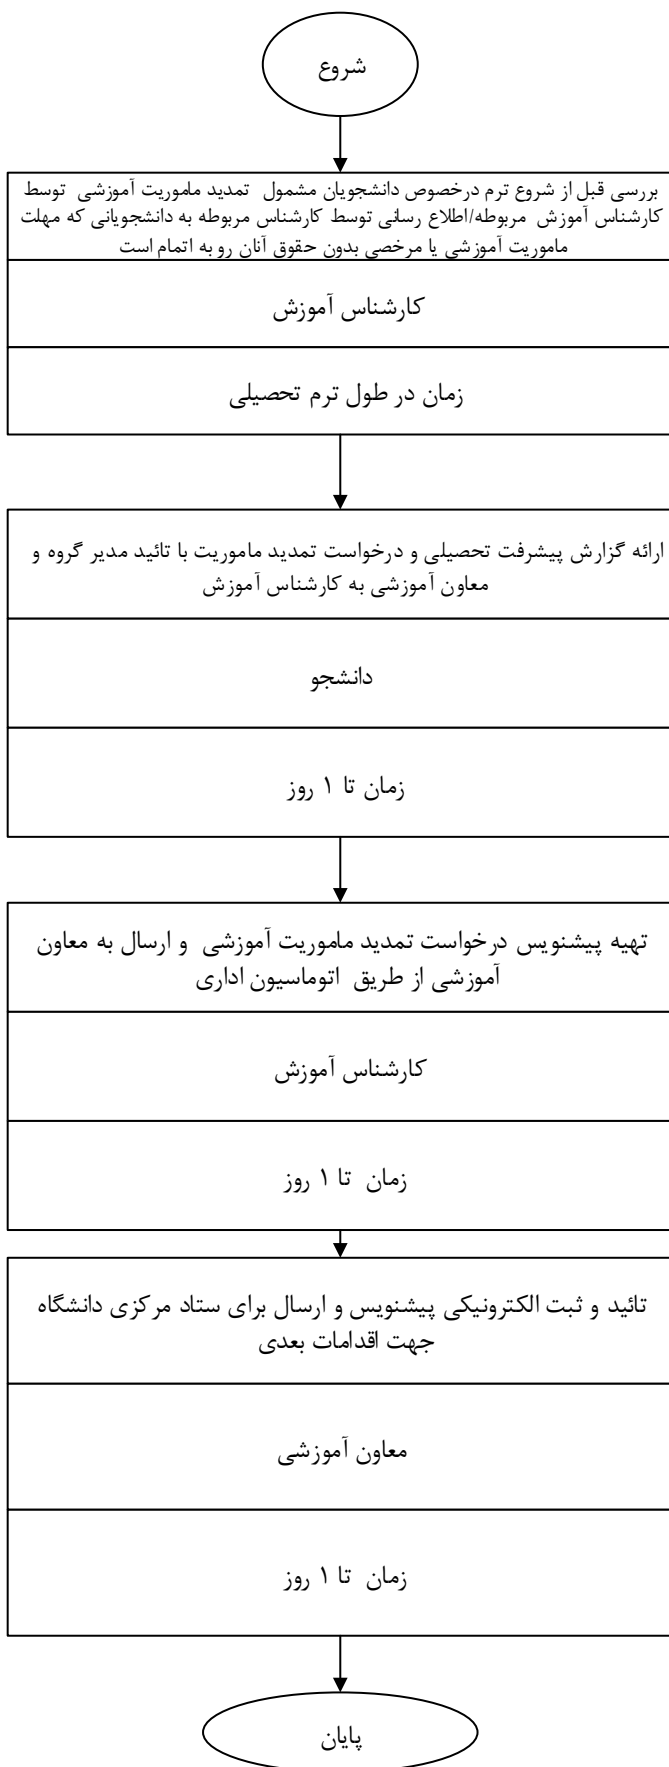 شروع
بررسی قبل از شروع ترم درخصوص دانشجویان مشمول تمدید ماموریت آموزشی توسط
کارشناس آموزش مربوطه/اطلاع رسانی توسط کارشناس مربوطه به دانشجویانی که مهلت
ماموریت آموزشی یا مرخصی بدون حقوق آنان رو به اتمام است
کارشناس آموزش
زمان در طول ترم تحصیلی
ارائه گزارش پیشرفت تحصیلی و درخواست تمدید ماموریت با تائید مدیر گروه و
معاون آموزشی به کارشناس آموزش
دانشجو
زمان تا ۱ روز
تهیه پیشنویس درخواست تمدید ماموریت آموزشی و ارسال به معاون
آموزشی از طریق اتوماسیون اداری
کارشناس آموزش
زمان تا ۱ روز
تائید و ثبت الکترونیکی پیشنویس و ارسال برای ستاد مرکزی دانشگاه
جهت اقدامات بعدی
معاون آموزشی
زمان تا ۱ روز
پایان